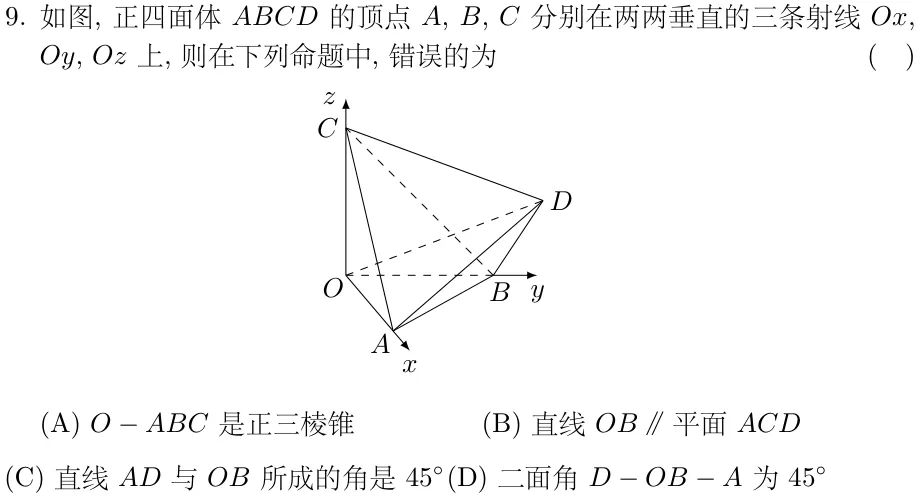 9. 如图, 正四面体 ABCD 的顶点 A, B, C 分别在两两垂直的三条射线 Ox,
Oy, Oz 上, 则在下列命题中, 错误的为 ( )
z
C
D
O
B
y
A
x
(A) O − ABC 是正三棱锥 (B) 直线 OB ∥ 平面 ACD
(C) 直线 AD 与 OB 所成的角是 45° (D) 二面角 D − OB − A 为 45°